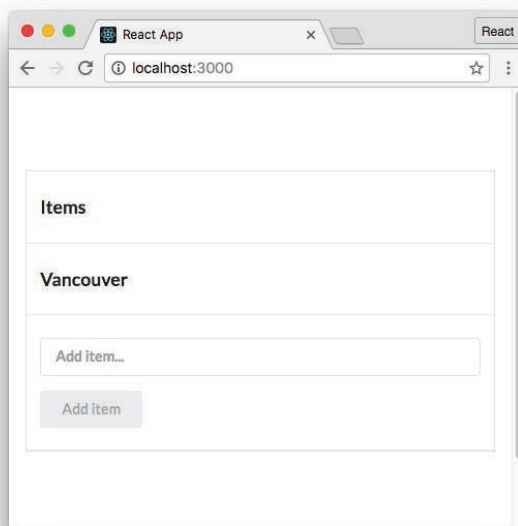 React App
React
localhost:3000
Items
Vancouver
Add item...
Add item